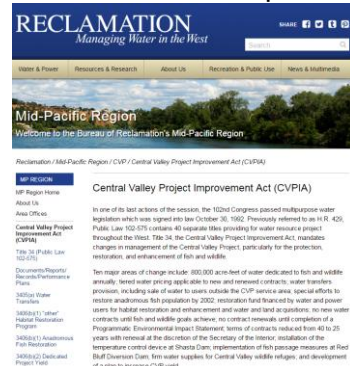 RECLAMATION
Managing Water in the West
SHARE
Search
Water & Power
Resources & Research
About Us
Recreation & Public Use
News & Multimedia
Mid-Pacific Region
Welcome to the Bureau of Reclamation's Mid-Pacific Region
Reclamation / Mid-Pacific Region / CVP / Central Valley Project Improvement Act (CVPIA)
MP REGION
MP Region Home
About Us
Area Offices
Central Valley Project
Improvement Act
(CVPIA)
Title 34 (Public Law
102-575)
Documents/Reports/
Records/Performance
Plans
3405(a) Water
Transfers
3406(b)(1) "other"
Habitat Restoration
Program
3406(b)(1) Anadromous
Fish Restoration
3406(b)(2) Dedicated
Project Yield
Central Valley Project Improvement Act (CVPIA)
In one of its last actions of the session, the 102nd Congress passed multipurpose water
legislation which was signed into law October 30, 1992. Previously referred to as H.R. 429,
Public Law 102-575 contains 40 separate titles providing for water resource project
throughout the West. Title 34, the Central Valley Project Improvement Act, mandates
changes in management of the Central Valley Project, particularly for the protection,
restoration, and enhancement of fish and wildlife.
Ten major areas of change include: 800,000 acre-feet of water dedicated to fish and wildlife
annually; tiered water pricing applicable to new and renewed contracts; water transfers
provision, including sale of water to users outside the CVP service area; special efforts to
restore anadromous fish population by 2002; restoration fund financed by water and power
users for habitat restoration and enhancement and water and land acquisitions; no new water
contracts until fish and wildlife goals achieve; no contract renewals until completion of a
Programmatic Environmental Impact Statement; terms of contracts reduced from 40 to 25
years with renewal at the discretion of the Secretary of the Interior; installation of the
temperature control device at Shasta Dam; implementation of fish passage measures at Red
Bluff Diversion Dam; firm water supplies for Central Valley wildlife refuges; and development